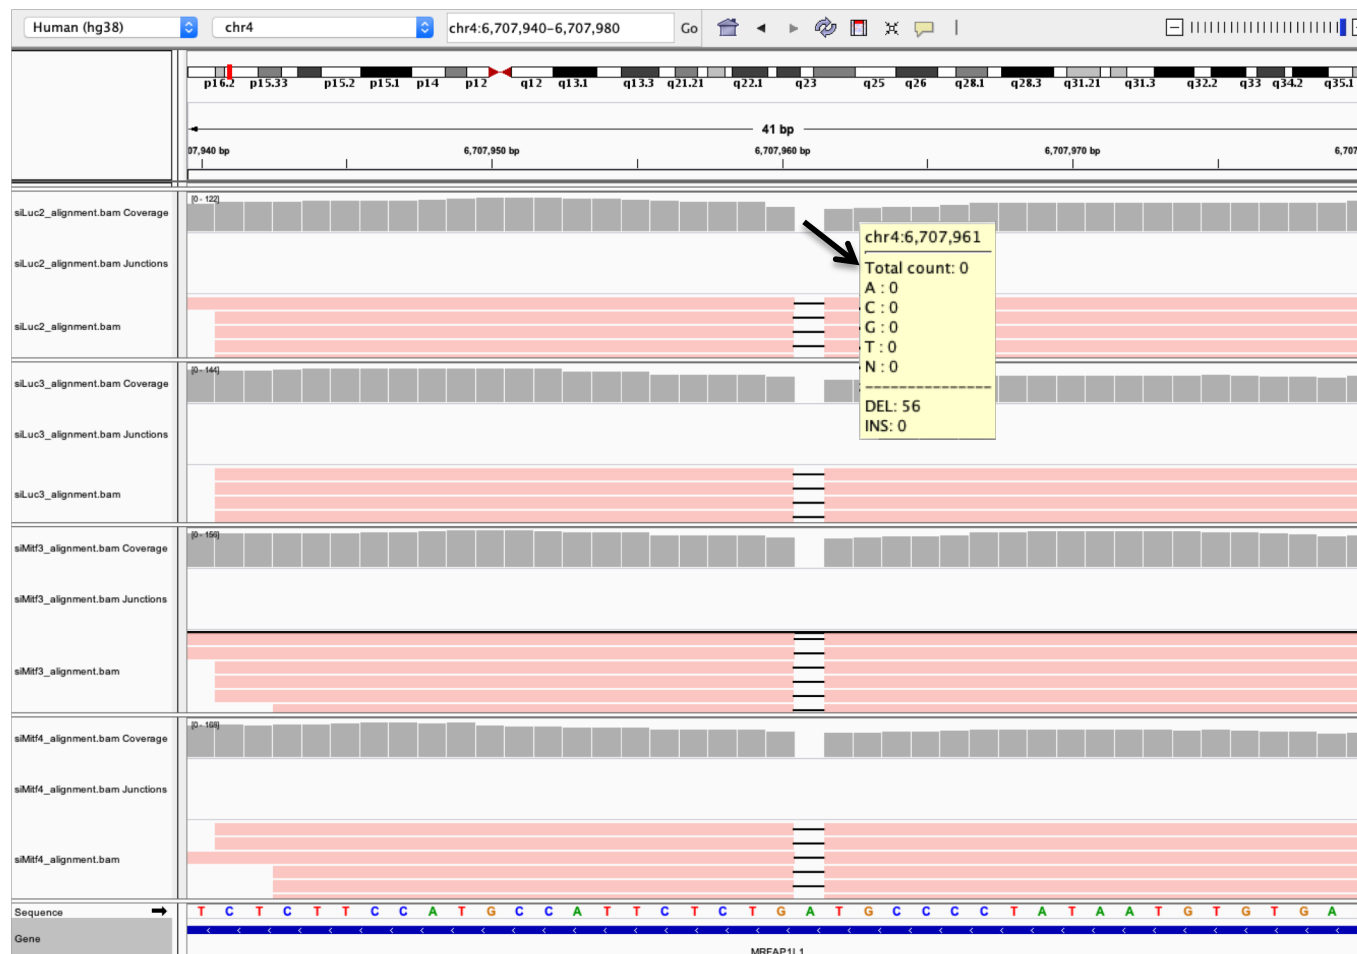 Human (hg38) chr4 chr4:6,707,940-6,707,980 Go
p16.2 p15.33 p15.2 p15.1 p14 p12 q12 q13.1 q13.3 q21.21 q22.1 q23 q25 q26 q28.1 q28.3 q31.21 q31.3 q32.2 q33 q34.2 q35.1
41 bp
07,940 bp 6,707,950 bp 6,707,960 bp 6,707,970 bp 6,707
[0 - 122]
siLuc2_alignment.bam Coverage
chr4:6,707,961
siLuc2_alignment.bam Junctions
Total count: 0
A : 0
C : 0
G : 0
siLuc2_alignment.bam
T : 0
N : 0
[0 - 144]
siLuc3_alignment.bam Coverage
DEL: 56
INS: 0
siLuc3_alignment.bam Junctions
siLuc3_alignment.bam
[0 - 156]
siMitf3_alignment.bam Coverage
siMitf3_alignment.bam Junctions
siMitf3_alignment.bam
siMitf4_alignment.bam Coverage
siMitf4_alignment.bam Junctions
siMitf4_alignment.bam
Sequence T C T C T T C C A T G C C A T T C T C T G A T G C C C C T A T A A T G T G T G A
Gene
MRFAP1L1